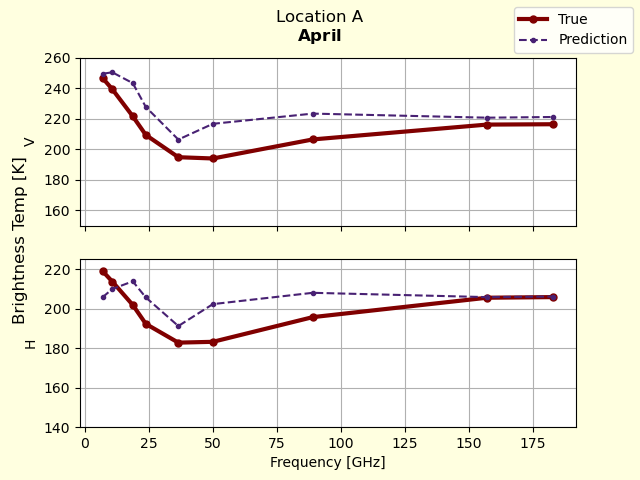 Location A
April
True
Prediction
Brightness Temp [K]
V
260
240
220
200
180
160
H
220
200
180
160
140
0 25 50 75 100 125 150 175
Frequency [GHz]